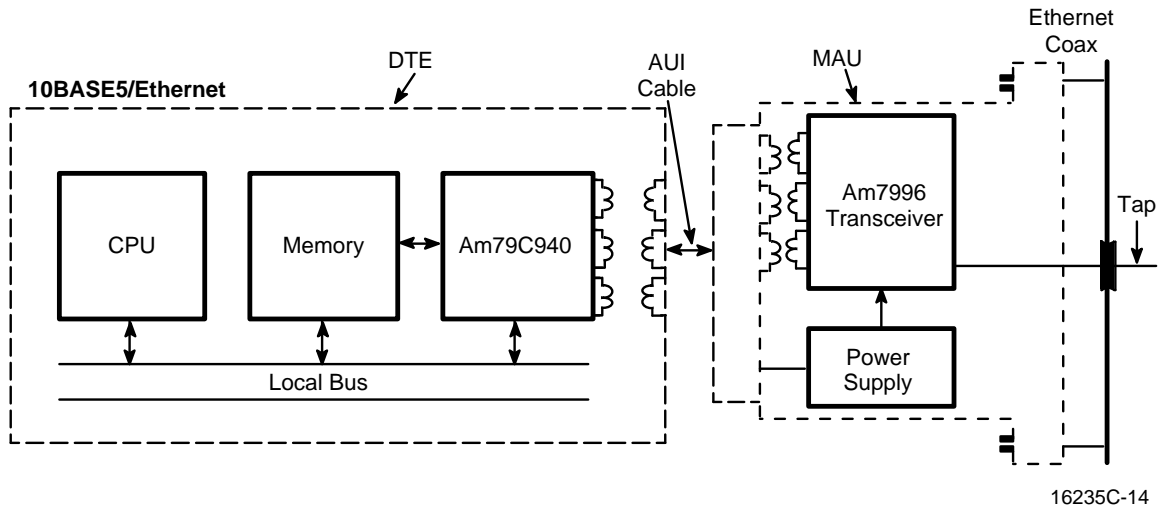 Ethernet
Coax
DTE
AUI
Cable
MAU
10BASE5/Ethernet
CPU
Memory
Am79C940
Am7996
Transceiver
Tap
Power
Supply
Local Bus
16235C-14